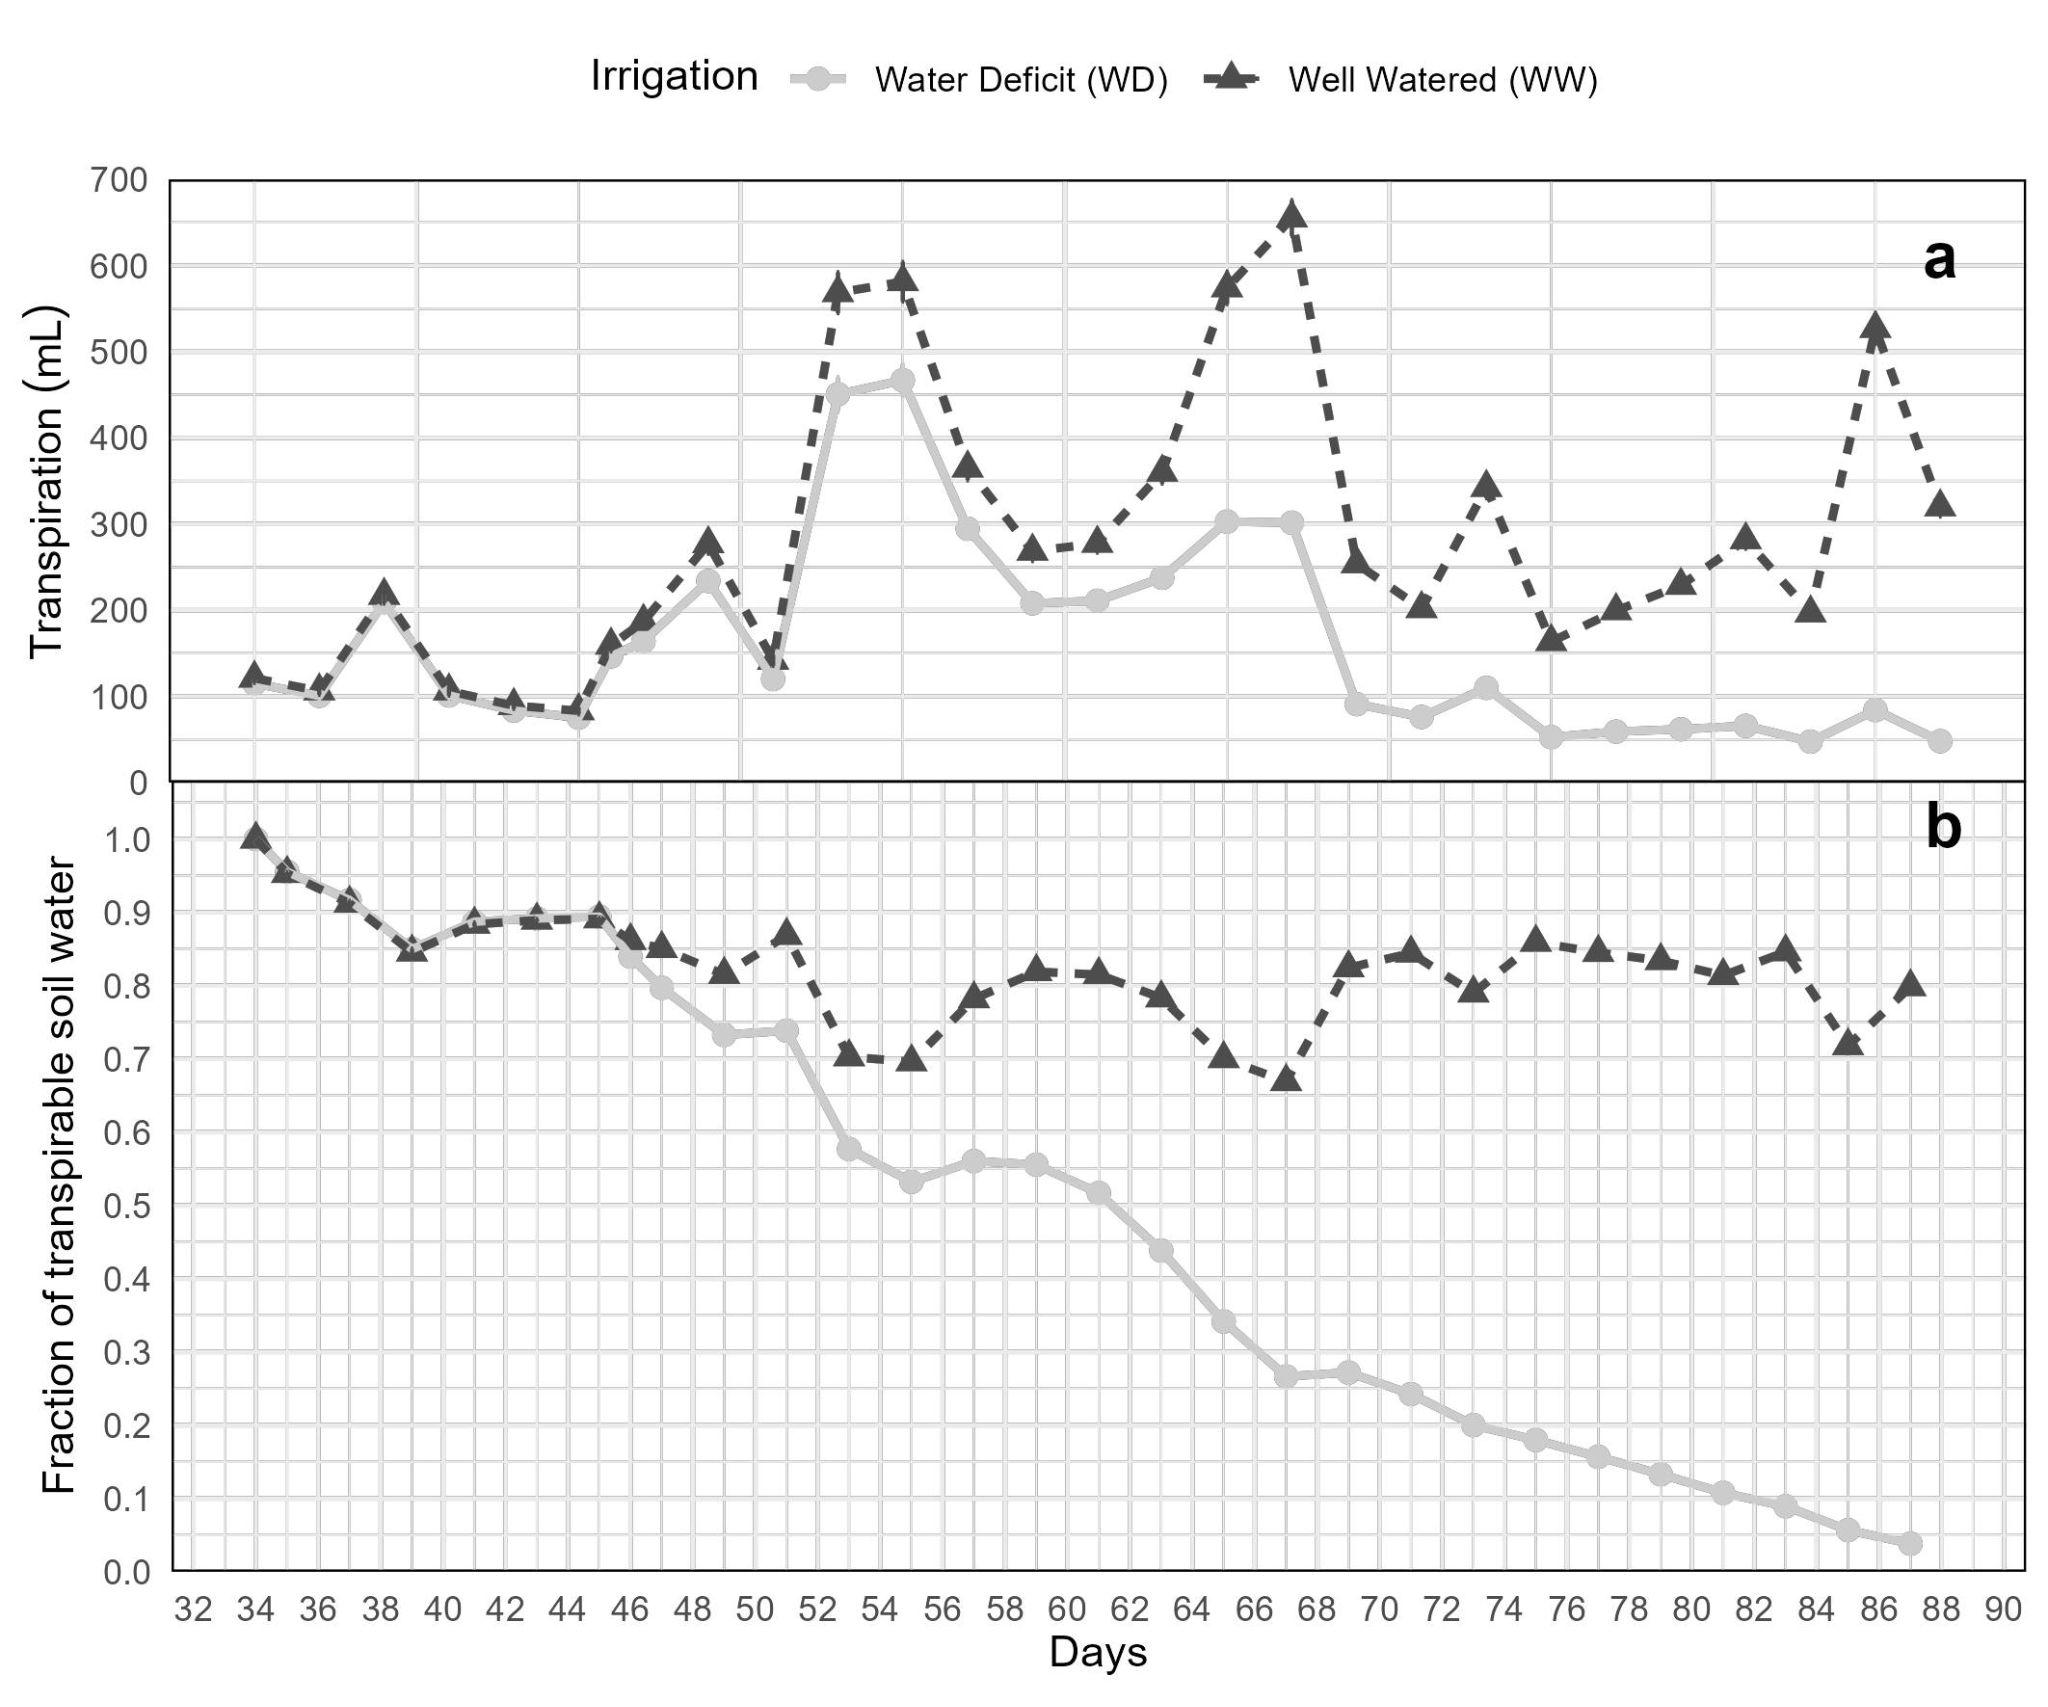 Irrigation Water Deficit (WD) Well Watered (WW)
700
600
500
400
300
200
100
0
Transpiration (mL)
a
1.0
0.9
0.8
0.7
0.6
0.5
0.4
0.3
0.2
0.1
0.0
Fraction of transpirable soil water
b
32 34 36 38 40 42 44 46 48 50 52 54 56 58 60 62 64 66 68 70 72 74 76 78 80 82 84 86 88 90
Days